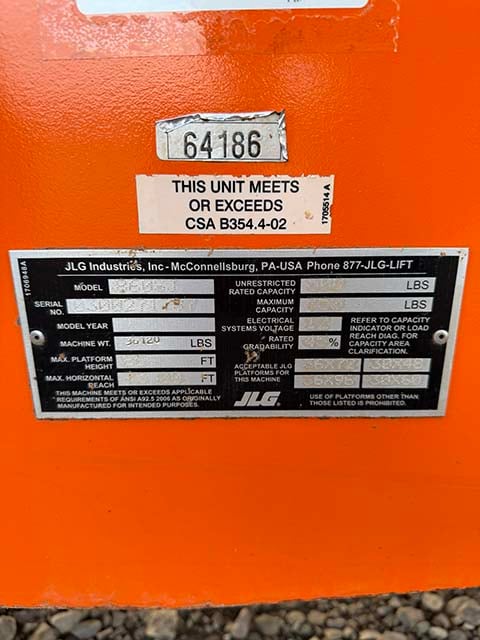 64186
THIS UNIT MEETS
OR EXCEEDS
CSA B354.4-02
1705514 A
1706948A
JLG Industries, Inc - McConnellsburg, PA-USA Phone 877-JLG-LIFT
MODEL
SERIAL NO.
MODEL YEAR
MACHINE WT. 36120 LBS
MAX. PLATFORM HEIGHT FT
MAX. HORIZONTAL REACH FT
THIS MACHINE MEETS OR EXCEEDS APPLICABLE
REQUIREMENTS OF ANSI A92.5 2006 AS ORIGINALLY
MANUFACTURED FOR INTENDED PURPOSES.
UNRESTRICTED RATED CAPACITY LBS
MAXIMUM CAPACITY LBS
ELECTRICAL SYSTEMS VOLTAGE
RATED GRADABILITY
REFER TO CAPACITY
INDICATOR OR LOAD
REACH DIAG. FOR
CAPACITY AREA
CLARIFICATION.
ACCEPTABLE JLG
PLATFORMS FOR
THIS MACHINE
36X72 30X48
36X96 30X60
JLG
USE OF PLATFORMS OTHER THAN
THOSE LISTED IS PROHIBITED.